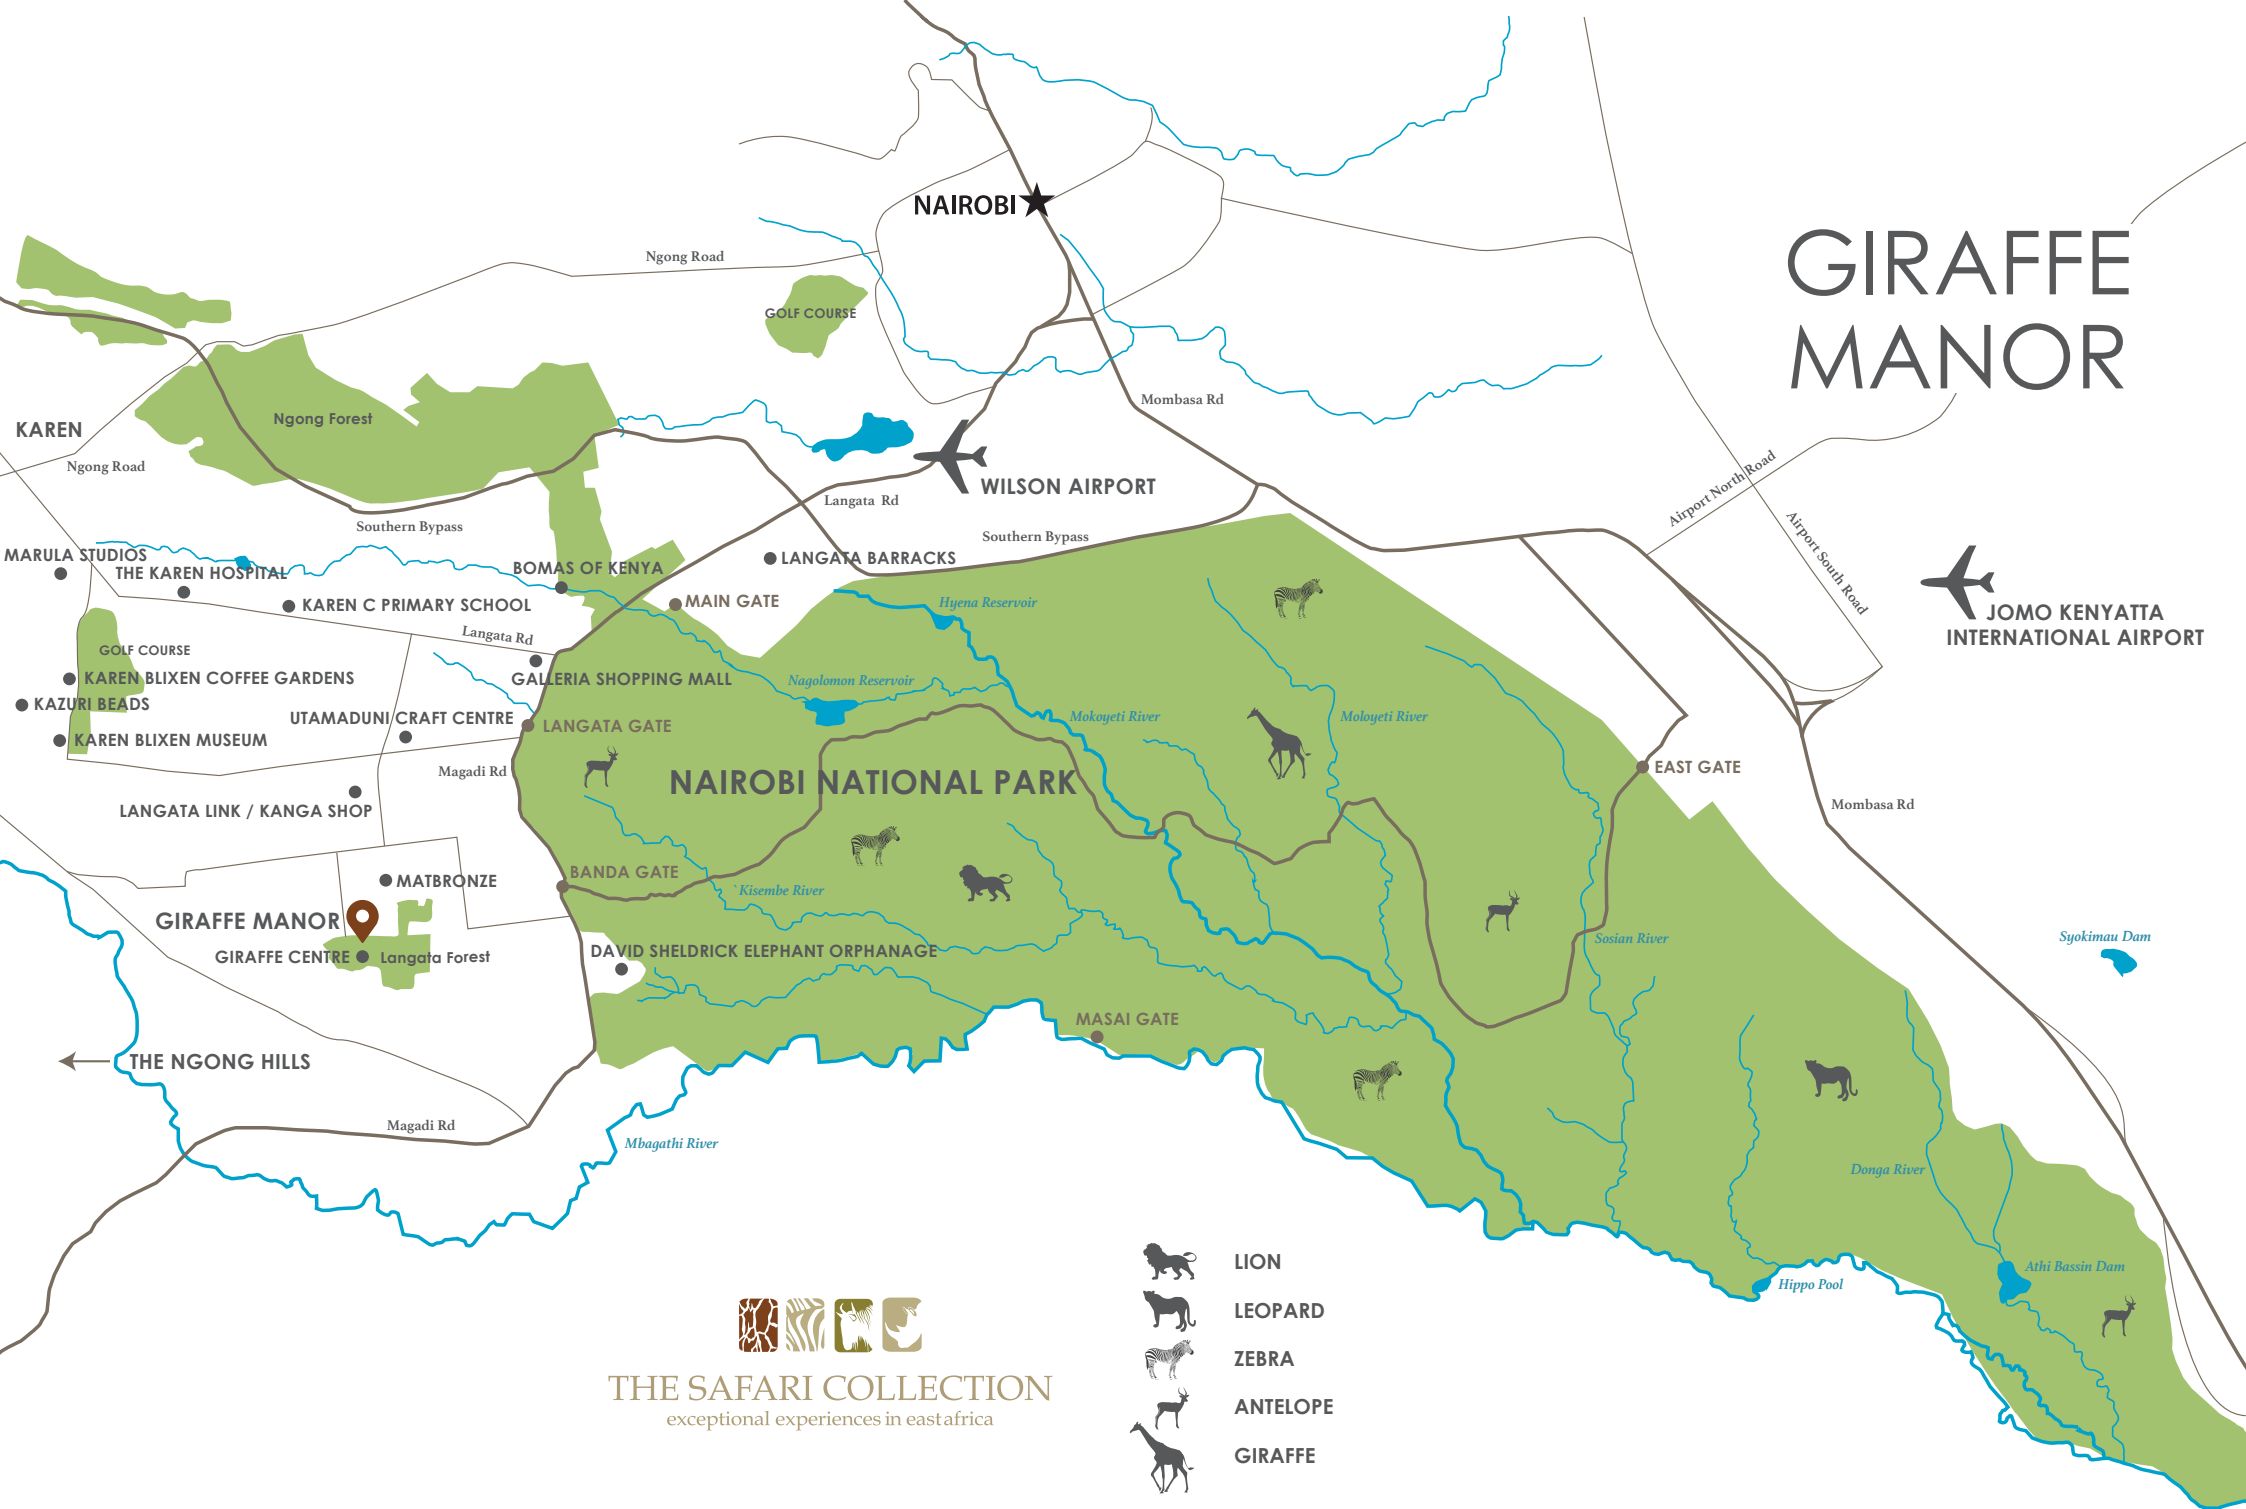 NAIROBI
GIRAFFE
MANOR
Ngong Road
GOLF COURSE
Ngong Forest
KAREN
Ngong Road
Mombasa Rd
WILSON AIRPORT
Langata Rd
Airport North Road
Airport South Road
Southern Bypass
Southern Bypass
MARULA STUDIOS
THE KAREN HOSPITAL
BOMAS OF KENYA
LANGATA BARRACKS
KAREN C PRIMARY SCHOOL
MAIN GATE
Hyena Reservoir
JOMO KENYATTA
INTERNATIONAL AIRPORT
Langata Rd
GOLF COURSE
KAREN BLIXEN COFFEE GARDENS
GALLERIA SHOPPING MALL
Nagolomon Reservoir
KAZURI BEADS
UTAMADUNI CRAFT CENTRE
LANGATA GATE
Mokoyeti River
Moloyeti River
KAREN BLIXEN MUSEUM
Magadi Rd
NAIROBI NATIONAL PARK
EAST GATE
LANGATA LINK / KANGA SHOP
Mombasa Rd
BANDA GATE
MATBRONZE
Kisembe River
GIRAFFE MANOR
GIRAFFE CENTRE
Langata Forest
DAVID SHELDRICK ELEPHANT ORPHANAGE
Sosian River
Syokimau Dam
MASAI GATE
THE NGONG HILLS
Magadi Rd
Mbagathi River
Donga River
Athi Bassin Dam
Hippo Pool
LION
LEOPARD
ZEBRA
ANTELOPE
GIRAFFE
THE SAFARI COLLECTION
exceptional experiences in east africa